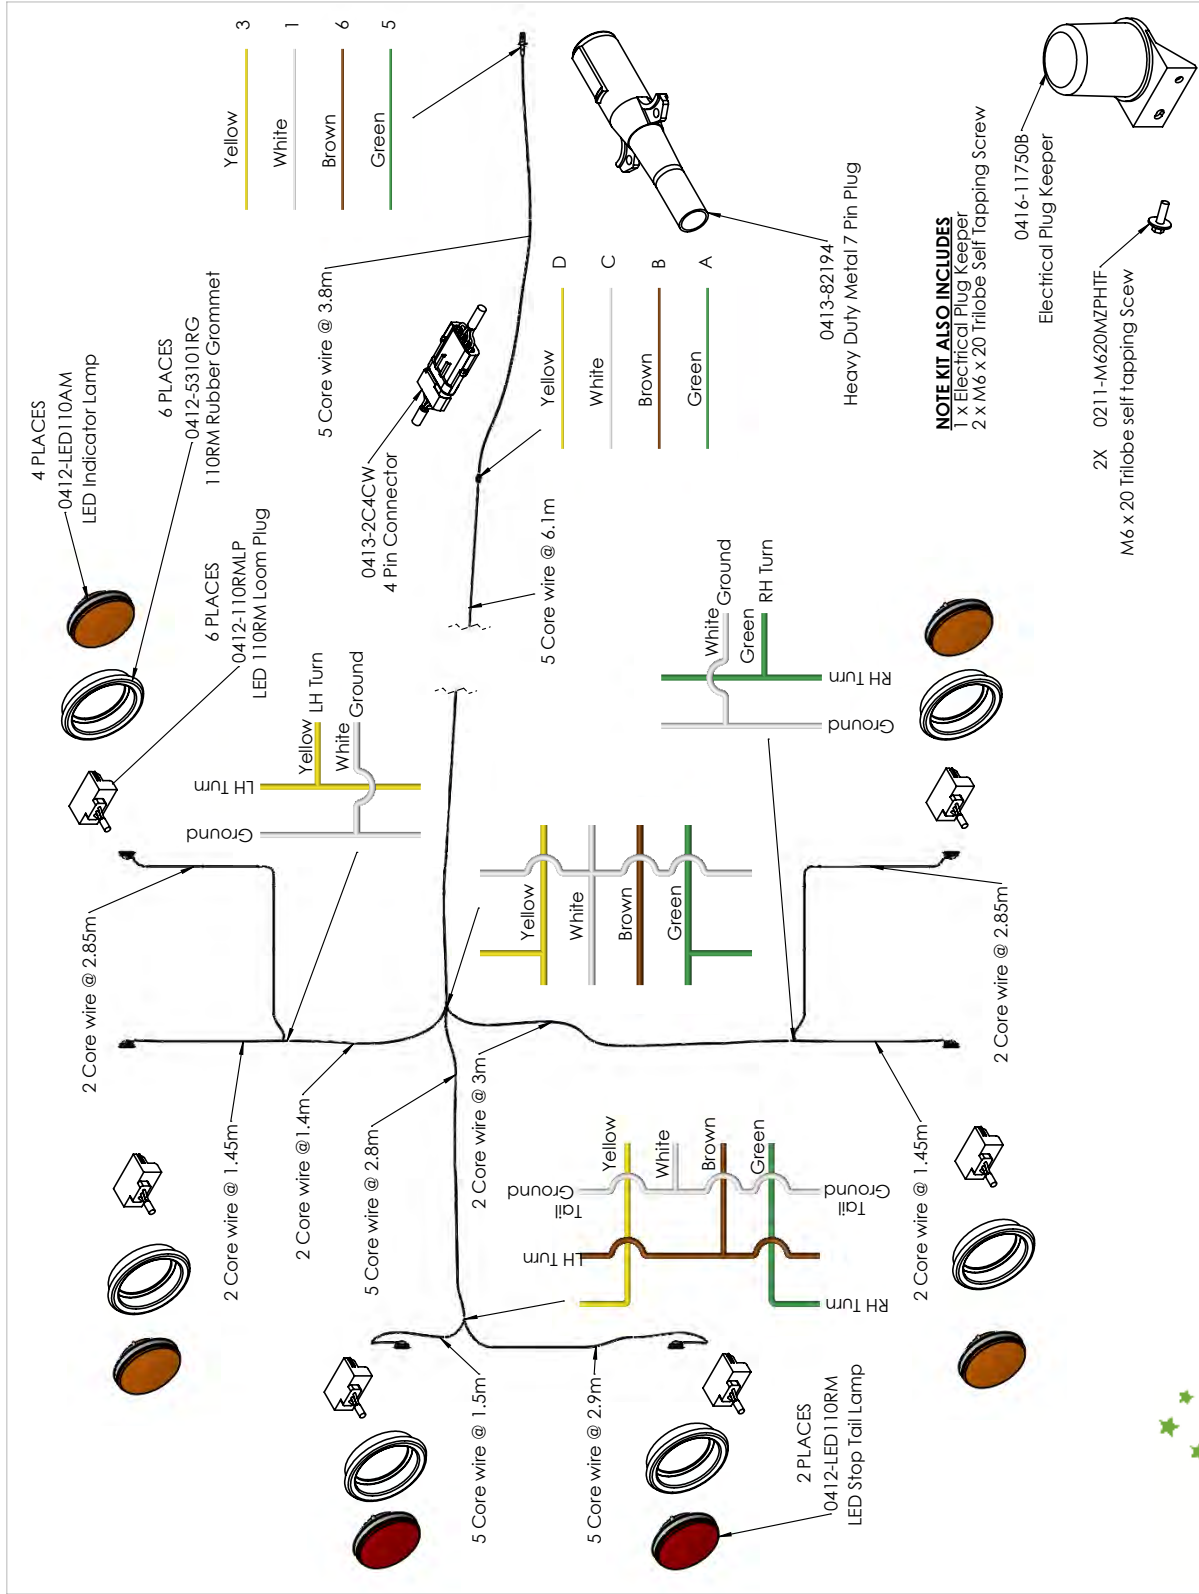 4 PLACES
0412-LED110AM
LED Indicator Lamp
6 PLACES
0412-53101RG
110RM Rubber Grommet
6 PLACES
0412-110RMLP
LED 110RM Loom Plug
Yellow 3
White 1
Brown 6
Green 5
5 Core wire @ 3.8m
0413-2C4CW
4 Pin Connector
Yellow D
White C
Brown B
Green A
0413-82194
Heavy Duty Metal 7 Pin Plug
5 Core wire @ 6.1m
NOTE KIT ALSO INCLUDES
1 x Electrical Plug Keeper
2 x M6 x 20 Trilobe Self Tapping Screw
0416-11750B
Electrical Plug Keeper
2X 0211-M620MZPHTF
M6 x 20 Trilobe self tapping Scew
LH Turn
Ground
Yellow
LH Turn
White
Ground
White
Ground
Green
RH Turn
Ground
RH Turn
Yellow
White
Brown
Green
2 Core wire @ 2.85m
2 Core wire @ 1.45m
2 Core wire @1.4m
5 Core wire @ 2.8m
2 Core wire @ 3m
2 Core wire @ 2.85m
2 Core wire @ 1.45m
Yellow
White
Brown
Green
Tail
Ground
LH Turn
Tail
Ground
RH Turn
5 Core wire @ 1.5m
5 Core wire @ 2.9m
2 PLACES
0412-LED110RM
LED Stop Tail Lamp